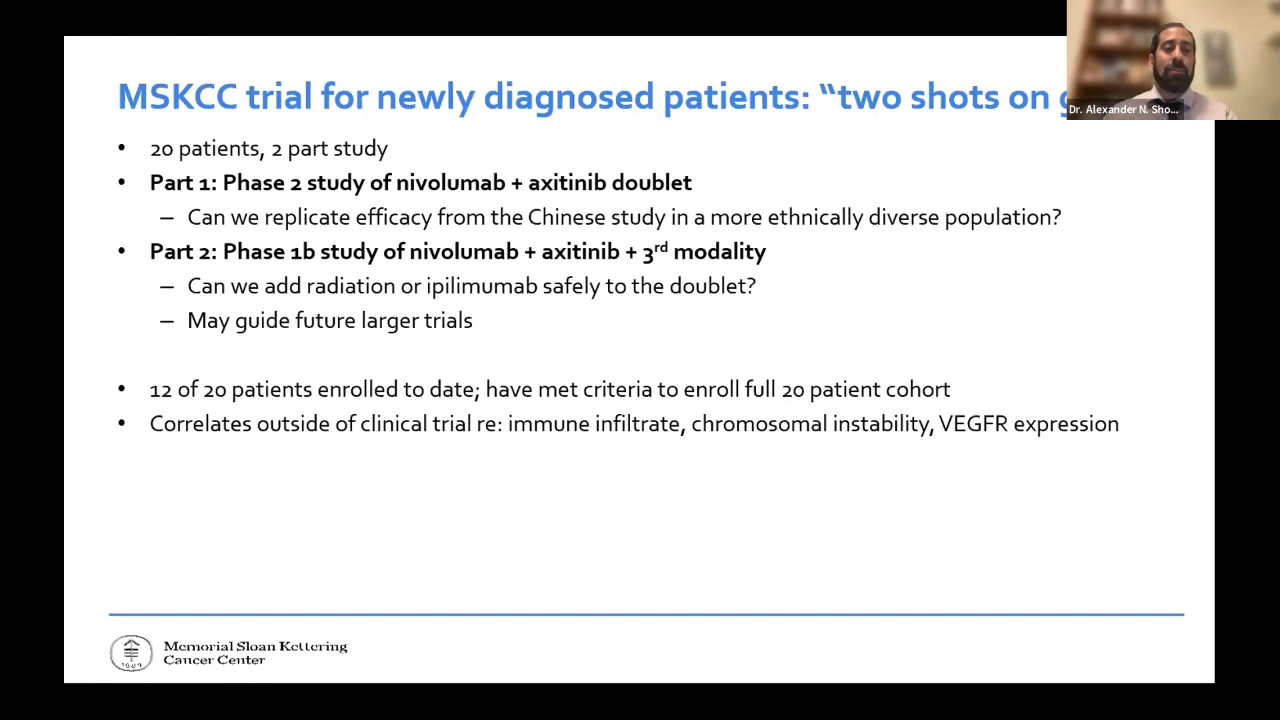 MSKCC trial for newly diagnosed patients: “two shots on
Dr. Alexander N. Sho...
• 20 patients, 2 part study
• Part 1: Phase 2 study of nivolumab + axitinib doublet
– Can we replicate efficacy from the Chinese study in a more ethnically diverse population?
• Part 2: Phase 1b study of nivolumab + axitinib + 3rd modality
– Can we add radiation or ipilimumab safely to the doublet?
– May guide future larger trials
• 12 of 20 patients enrolled to date; have met criteria to enroll full 20 patient cohort
• Correlates outside of clinical trial re: immune infiltrate, chromosomal instability, VEGFR expression
Memorial Sloan Kettering
Cancer Center